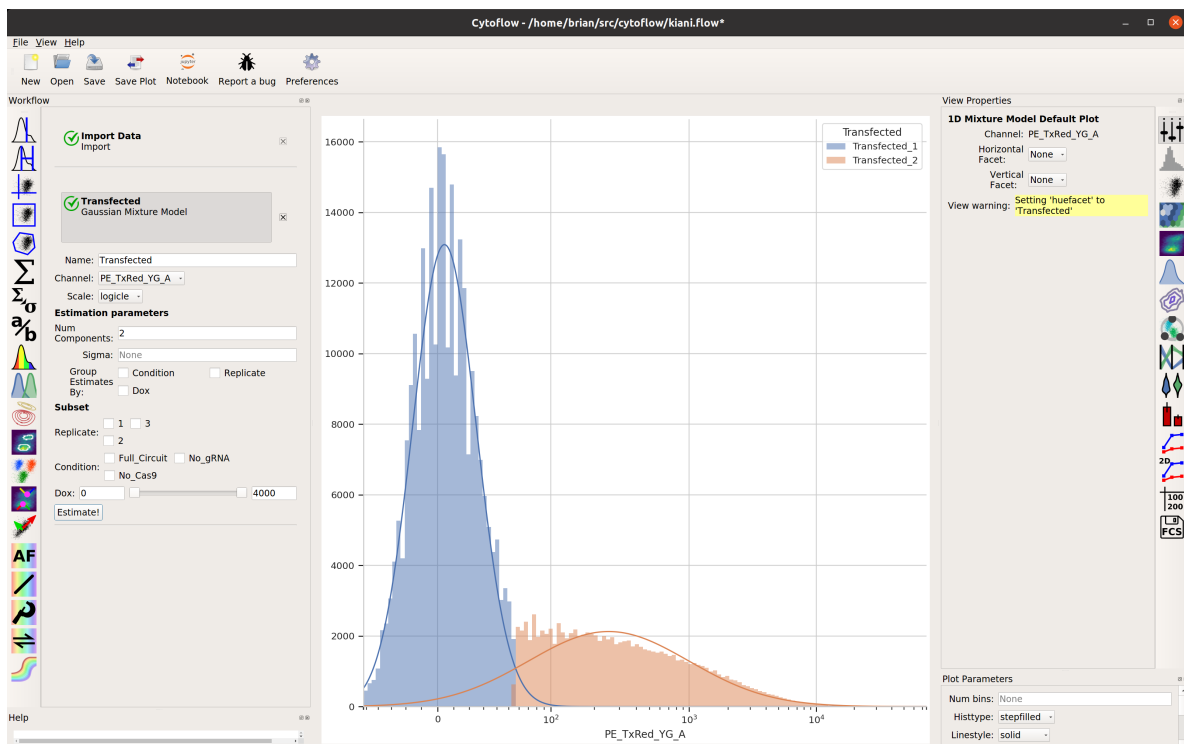 Cytoflow - /home/brian/src/cytoflow/kiani.flow*
File View Help
New Open Save Save Plot Notebook Report a bug Preferences
Workflow
Import Data
Import
Transfected
Gaussian Mixture Model
Name: Transfected
Channel: PE_TxRed_YG_A
Scale: logicle
Estimation parameters
Num
Components: 2
Sigma: None
Group
Estimates
By:
Condition Replicate
Dox
Subset
Replicate: 1 3
2
Condition: Full_Circuit No_gRNA
No_Cas9
Dox: 0 4000
Estimate!
Help
Σ
Σ,σ
a/b
AF
16000
14000
12000
10000
8000
6000
4000
2000
0
0 10² 10³ 10⁴
PE_TxRed_YG_A
Transfected
Transfected_1
Transfected_2
View Properties
1D Mixture Model Default Plot
Channel: PE_TxRed_YG_A
Horizontal
Facet: None
Vertical
Facet: None
View warning: Setting 'huefacet' to
'Transfected'
2D
100
200
FCS
Plot Parameters
Num bins: None
Histtype: stepfilled
Linestyle: solid